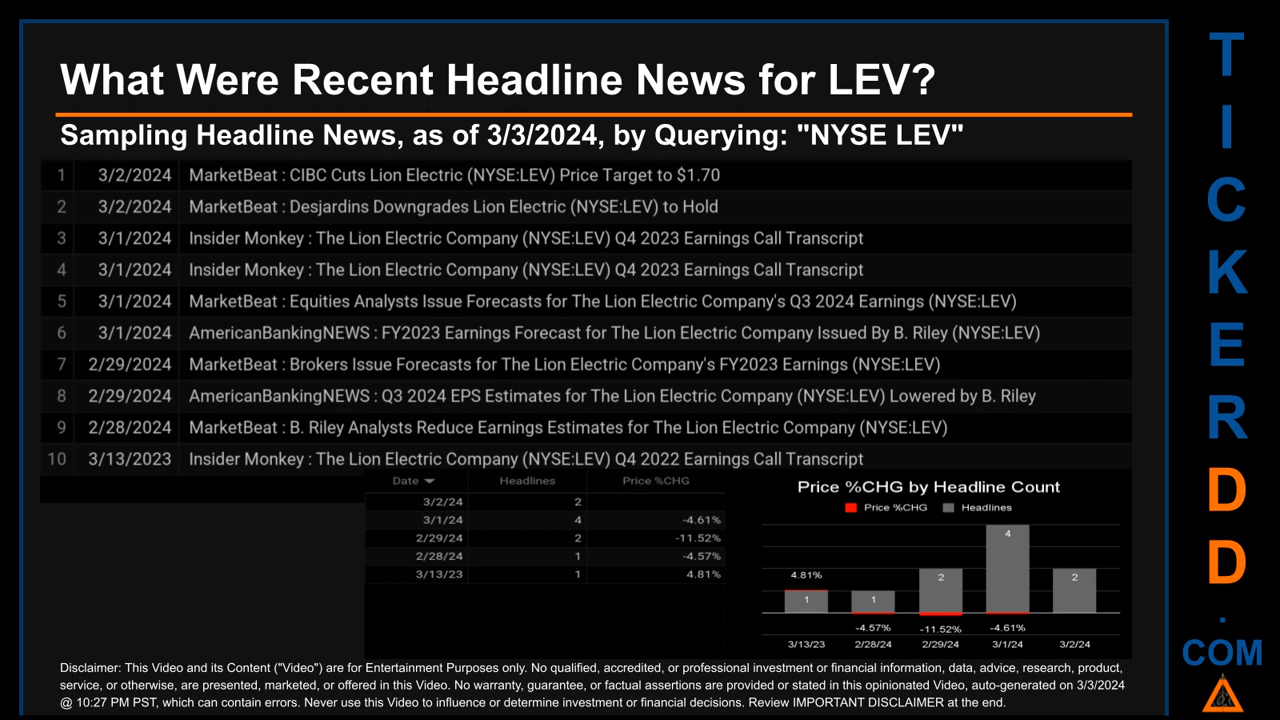 What Were Recent Headline News for LEV?
Sampling Headline News, as of 3/3/2024, by Querying: "NYSE LEV"
1 3/2/2024 MarketBeat : CIBC Cuts Lion Electric (NYSE:LEV) Price Target to $1.70
2 3/2/2024 MarketBeat : Desjardins Downgrades Lion Electric (NYSE:LEV) to Hold
3 3/1/2024 Insider Monkey : The Lion Electric Company (NYSE:LEV) Q4 2023 Earnings Call Transcript
4 3/1/2024 Insider Monkey : The Lion Electric Company (NYSE:LEV) Q4 2023 Earnings Call Transcript
5 3/1/2024 MarketBeat : Equities Analysts Issue Forecasts for The Lion Electric Company's Q3 2024 Earnings (NYSE:LEV)
6 3/1/2024 AmericanBankingNEWS : FY2023 Earnings Forecast for The Lion Electric Company Issued By B. Riley (NYSE:LEV)
7 2/29/2024 MarketBeat : Brokers Issue Forecasts for The Lion Electric Company's FY2023 Earnings (NYSE:LEV)
8 2/29/2024 AmericanBankingNEWS : Q3 2024 EPS Estimates for The Lion Electric Company (NYSE:LEV) Lowered by B. Riley
9 2/28/2024 MarketBeat : B. Riley Analysts Reduce Earnings Estimates for The Lion Electric Company (NYSE:LEV)
10 3/13/2023 Insider Monkey : The Lion Electric Company (NYSE:LEV) Q4 2022 Earnings Call Transcript
Date Headlines Price %CHG
3/2/24 2
3/1/24 4 -4.61%
2/29/24 2 -11.52%
2/28/24 1 -4.57%
3/13/23 1 4.81%
Price %CHG by Headline Count
Price %CHG Headlines
4
4.81% 2 2
1 1
-4.57% -11.52% -4.61%
3/13/23 2/28/24 2/29/24 3/1/24 3/2/24
Disclaimer: This Video and its Content ("Video") are for Entertainment Purposes only. No qualified, accredited, or professional investment or financial information, data, advice, research, product,
service, or otherwise, are presented, marketed, or offered in this Video. No warranty, guarantee, or factual assertions are provided or stated in this opinionated Video, auto-generated on 3/3/2024
@ 10:27 PM PST, which can contain errors. Never use this Video to influence or determine investment or financial decisions. Review IMPORTANT DISCLAIMER at the end.
T
I
C
K
E
R
D
D
.
COM